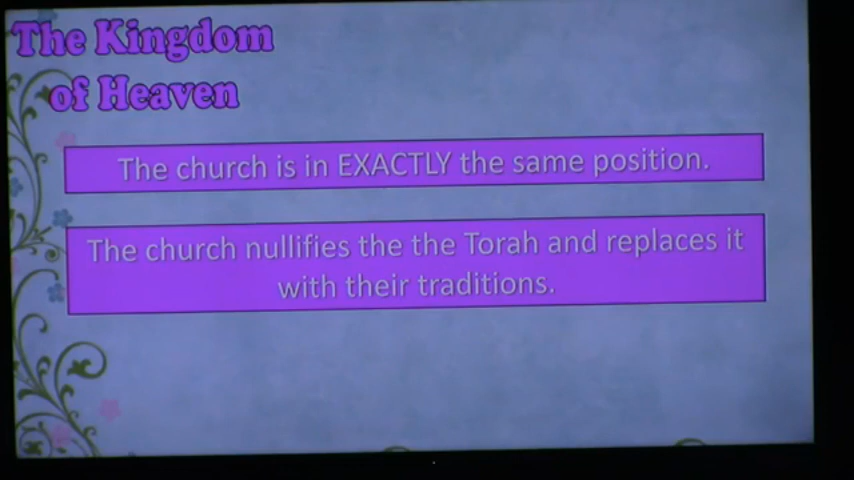 The Kingdom
of Heaven
The church is in EXACTLY the same position.
The church nullifies the the Torah and replaces it
with their traditions.